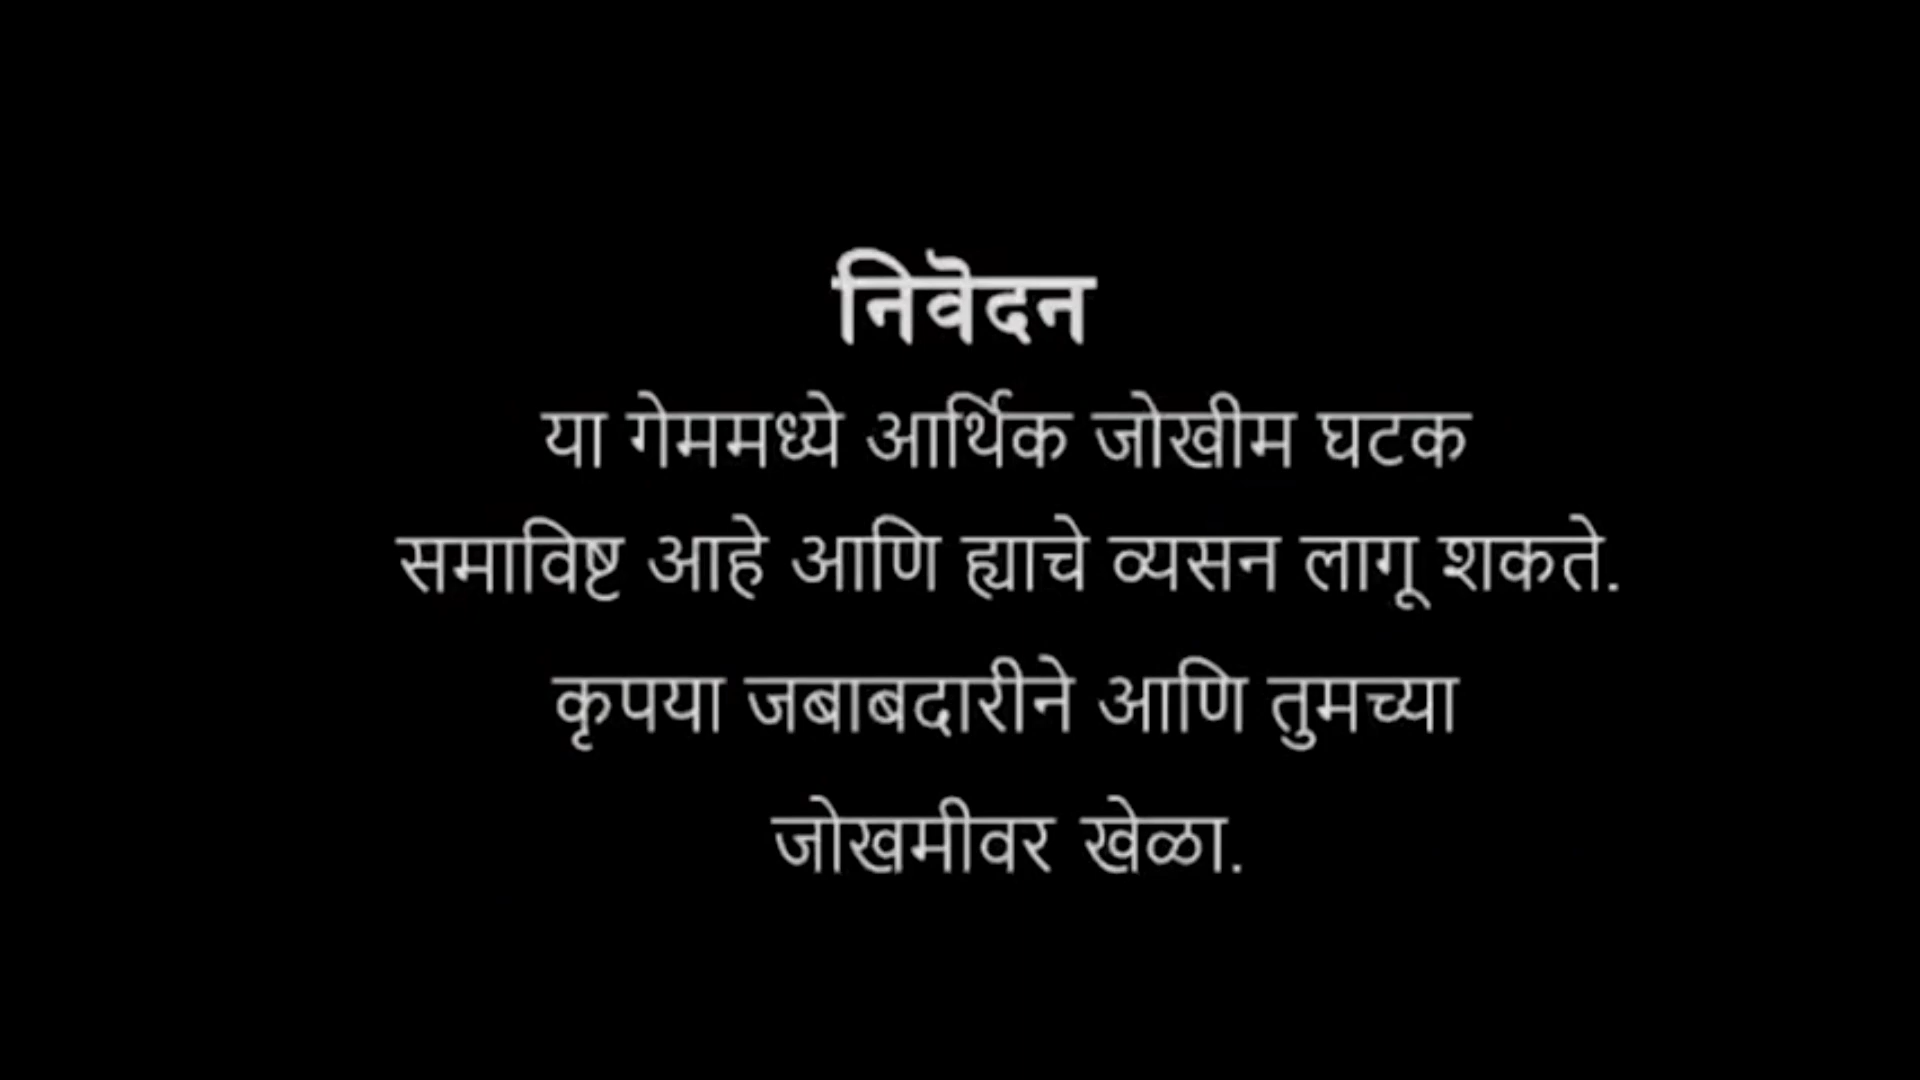 निवॆदन
या गेममध्ये आर्थिक जोखीम घटक
समाविष्ट आहे आणि ह्याचे व्यसन लागू शकते.
कृपया जबाबदारीने आणि तुमच्या
जोखमीवर खेळा.